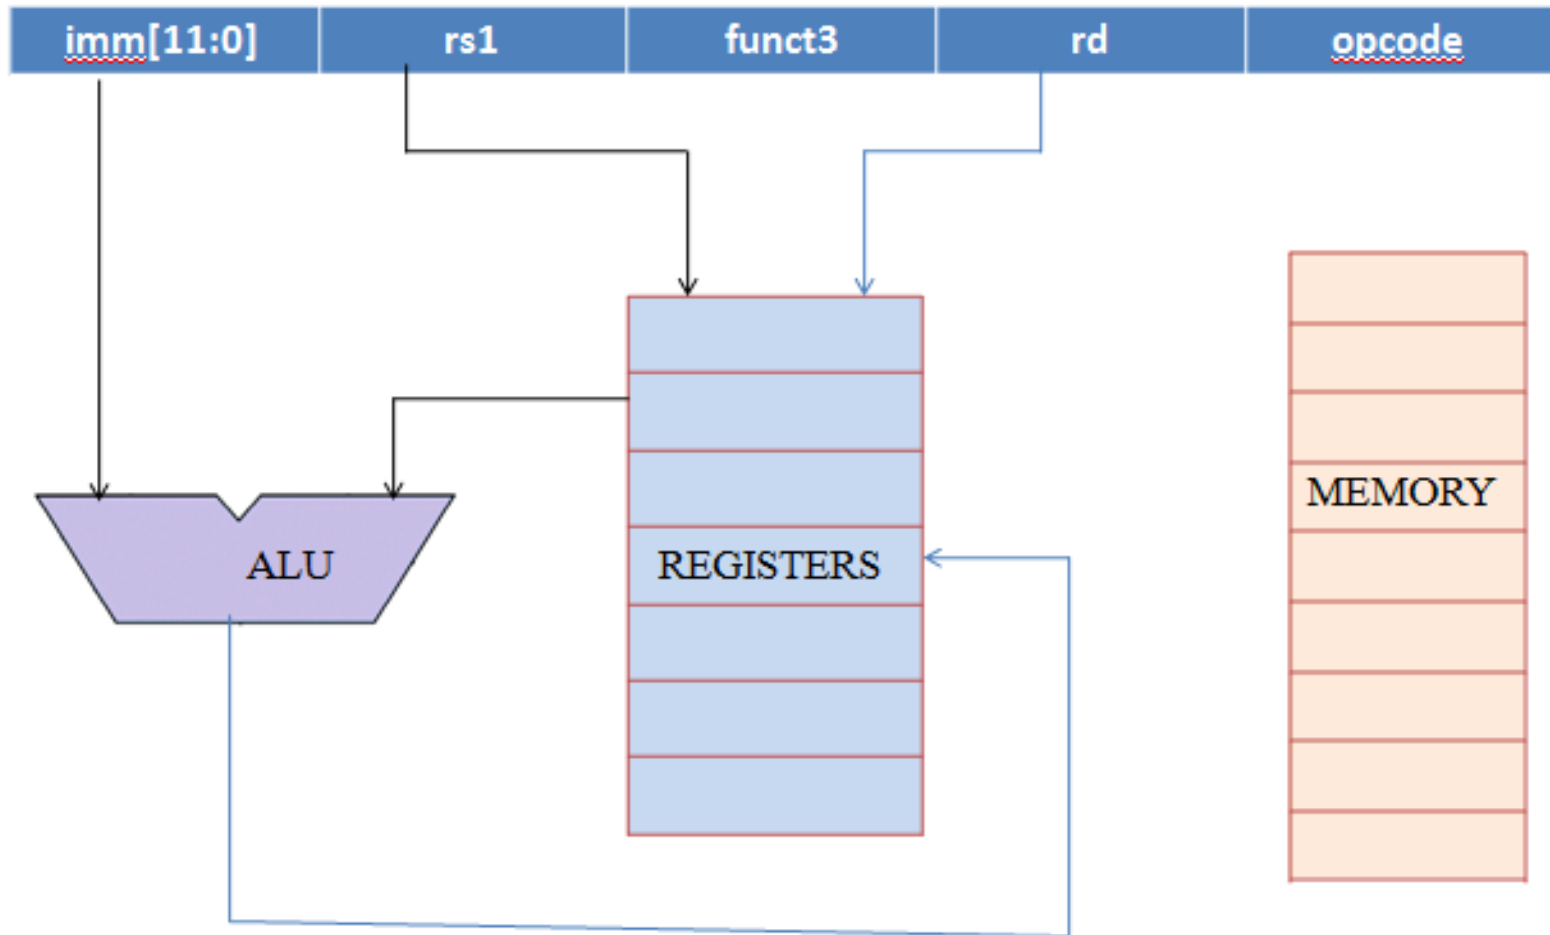 imm[11:0] rs1 funct3 rd opcode
MEMORY
ALU REGISTERS